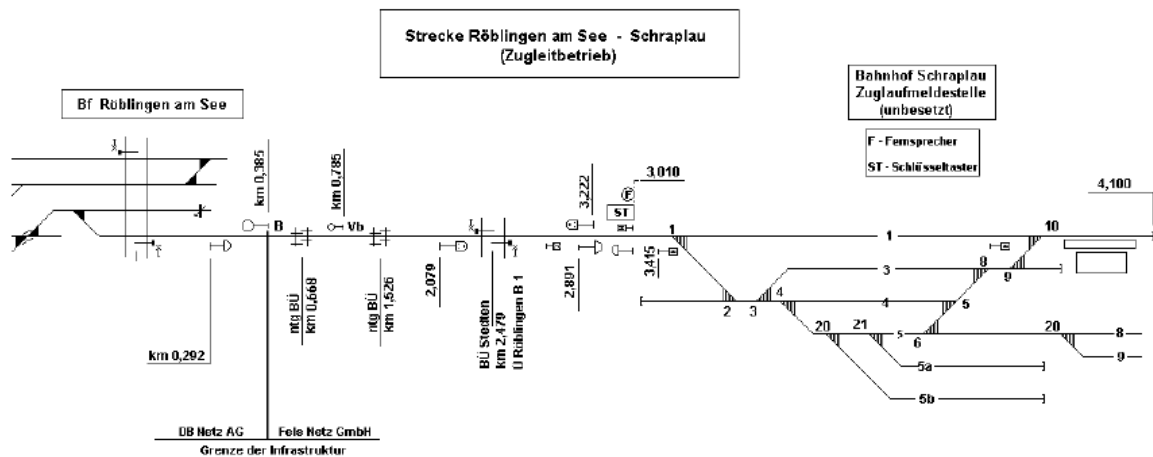 Strecke Röblingen am See - Schraplau
(Zugleitbetrieb)
Bf Röblingen am See
Bahnhof Schraplau
Zuglaufmeldestelle
(unbesetzt)
F - Fernsprecher
ST - Schlüsseltaster
km 0,385
km 0,785
3,222
3,010
F
ST
4,100
B
Vb
1
1
10
3
8
9
2
3
4
4
5
20
21
5
6
20
8
9
5a
5b
km 0,292
ntg BÜ
km 0,668
ntg BÜ
km 1,526
2,079
BÜ Stedten
km 2,479
Ü Röblingen B 1
2,891
3,415
DB Netz AG
Fels Netz GmbH
Grenze der Infrastruktur